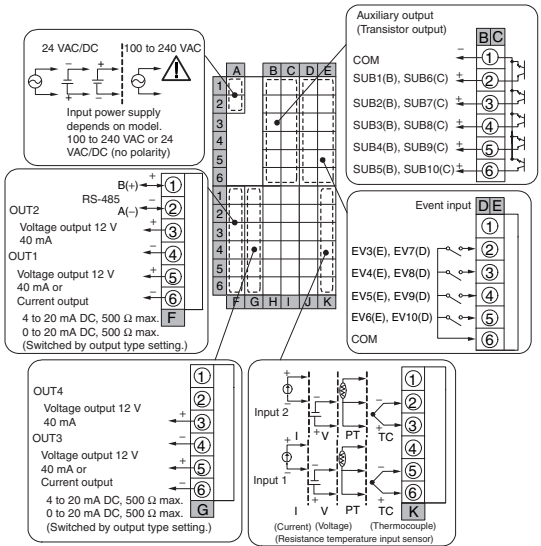 24 VAC/DC
100 to 240 VAC
Input power supply
depends on model.
100 to 240 VAC or 24
VAC/DC (no polarity)
Auxiliary output
(Transistor output)
B C
COM
SUB1(B), SUB6(C)
SUB2(B), SUB7(C)
SUB3(B), SUB8(C)
SUB4(B), SUB9(C)
SUB5(B), SUB10(C)
1
2
3
4
5
6
A B C D E
1
2
3
4
5
6
1
2
3
4
5
6
F G H I J K
B(+)
RS-485
A(−)
OUT2
Voltage output 12 V
40 mA
OUT1
Voltage output 12 V
40 mA or
Current output
4 to 20 mA DC, 500 Ω max.
0 to 20 mA DC, 500 Ω max.
(Switched by output type setting.)
1
2
3
4
5
6
F
Event input
D E
EV3(E), EV7(D)
EV4(E), EV8(D)
EV5(E), EV9(D)
EV6(E), EV10(D)
COM
1
2
3
4
5
6
OUT4
Voltage output 12 V
40 mA
OUT3
Voltage output 12 V
40 mA or
Current output
4 to 20 mA DC, 500 Ω max.
0 to 20 mA DC, 500 Ω max.
(Switched by output type setting.)
1
2
3
4
5
6
G
Input 2
I V PT TC
Input 1
I V PT TC
(Current) (Voltage) (Thermocouple)
(Resistance temperature input sensor)
1
2
3
4
5
6
K